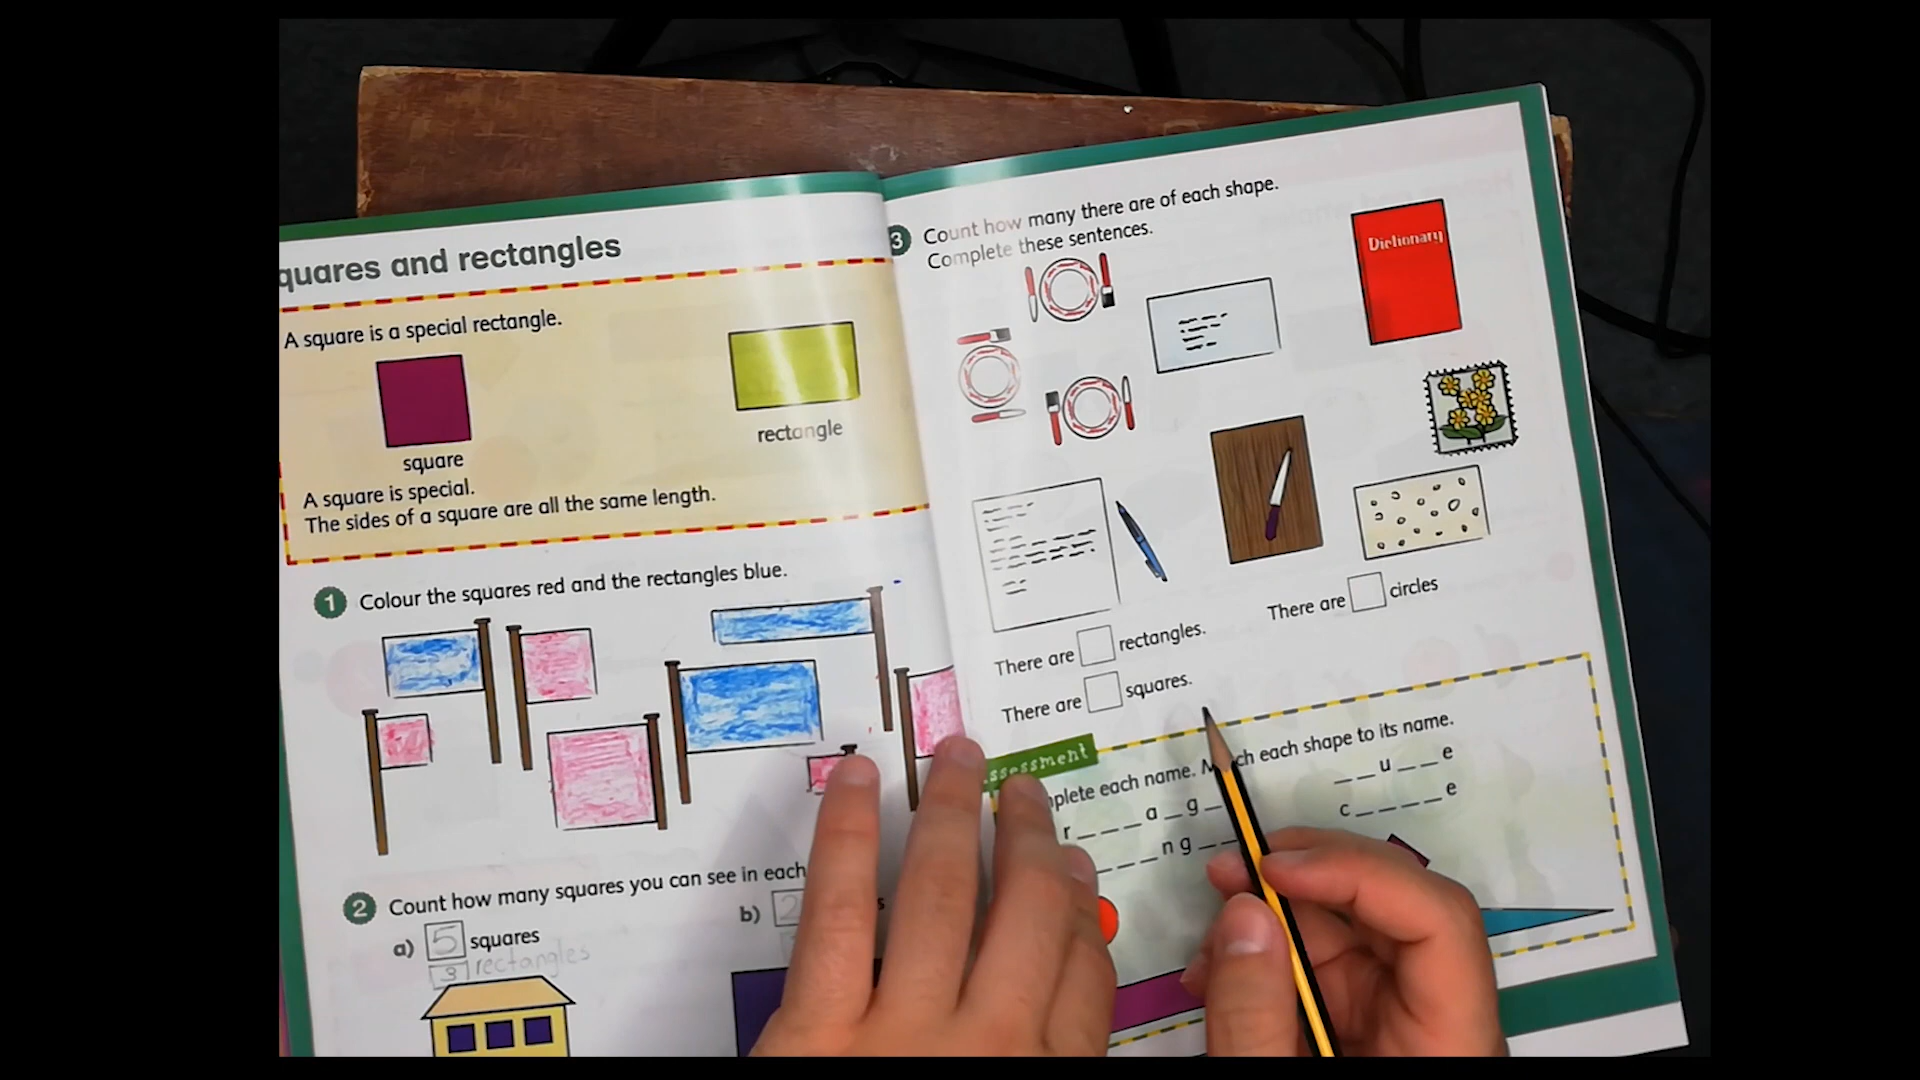 quares and rectangles
A square is a special rectangle.
square
rectangle
A square is special.
The sides of a square are all the same length.
1 Colour the squares red and the rectangles blue.
2 Count how many squares you can see in each
a) 5 squares
3 rectangles
b) 2 s
3 Count how many there are of each shape.
Complete these sentences.
Dictionary
There are rectangles.
There are circles
There are squares.
ssessment
plete each name. M ch each shape to its name.
r _ _ _ a _ g _
_ _ u _ _ e
_ _ _ n g _ _
c _ _ _ _ e